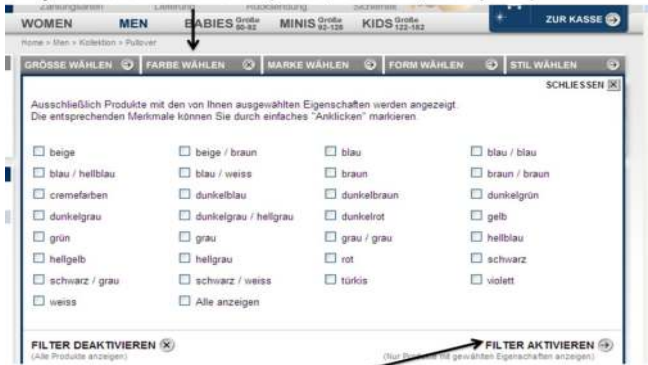 Zahlungsarten Lieferung Rücksendung Sicherheit
WOMEN MEN BABIES Größe 50-92 MINIS Größe 92-128 KIDS Größe 122-182 ZUR KASSE
Home > Men > Kollektion > Pullover
GRÖSSE WÄHLEN FARBE WÄHLEN MARKE WÄHLEN FORM WÄHLEN STIL WÄHLEN
SCHLIESSEN
Ausschließlich Produkte mit den von Ihnen ausgewählten Eigenschaften werden angezeigt.
Die entsprechenden Merkmale können Sie durch einfaches "Anklicken" markieren.
beige beige / braun blau blau / blau
blau / hellblau blau / weiss braun braun / braun
cremefarben dunkelblau dunkelbraun dunkelgrün
dunkelgrau dunkelgrau / hellgrau dunkelrot gelb
grün grau grau / grau hellblau
hellgelb hellgrau rot schwarz
schwarz / grau schwarz / weiss türkis violett
weiss Alle anzeigen
FILTER DEAKTIVIEREN FILTER AKTIVIEREN
(Alle Produkte anzeigen) (Nur Produkte mit gewählten Eigenschaften anzeigen)